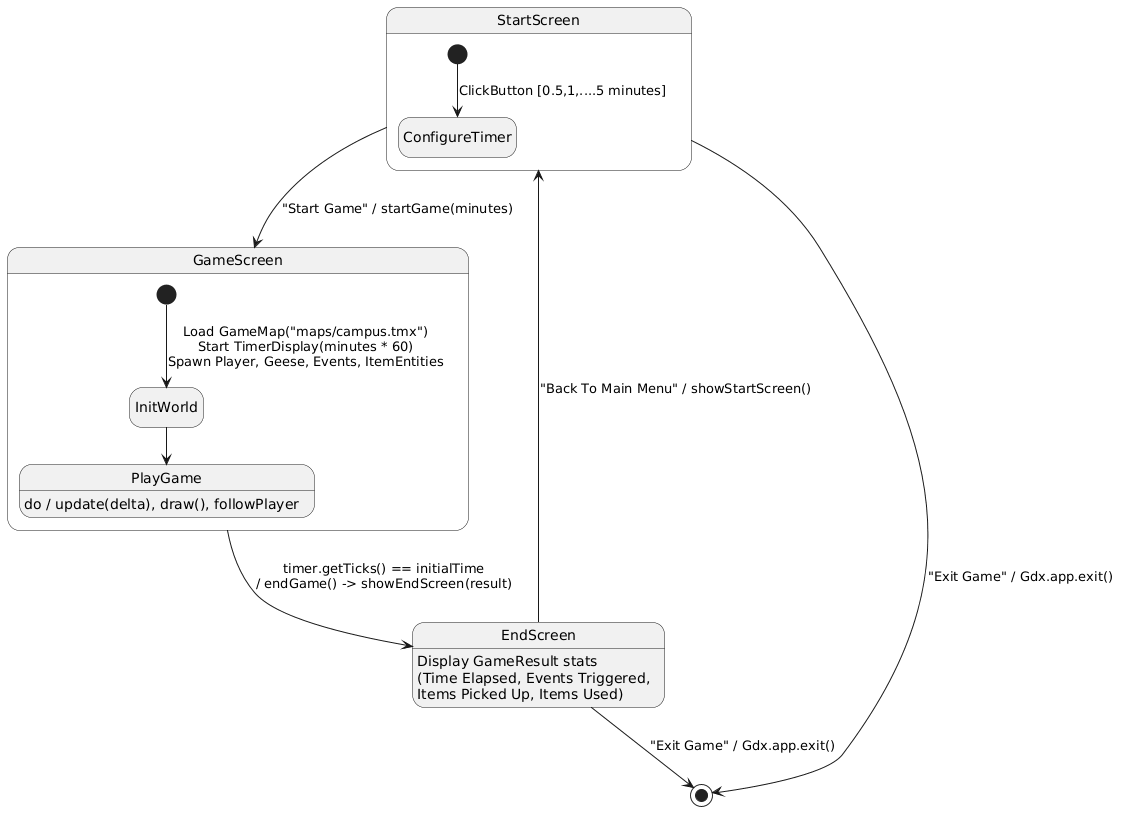 StartScreen
ClickButton [0.5,1,....5 minutes]
ConfigureTimer
"Start Game" / startGame(minutes)
GameScreen
Load GameMap("maps/campus.tmx")
Start TimerDisplay(minutes * 60)
Spawn Player, Geese, Events, ItemEntities
InitWorld
PlayGame
do / update(delta), draw(), followPlayer
"Back To Main Menu" / showStartScreen()
timer.getTicks() == initialTime
/ endGame() -> showEndScreen(result)
"Exit Game" / Gdx.app.exit()
EndScreen
Display GameResult stats
(Time Elapsed, Events Triggered,
Items Picked Up, Items Used)
"Exit Game" / Gdx.app.exit()